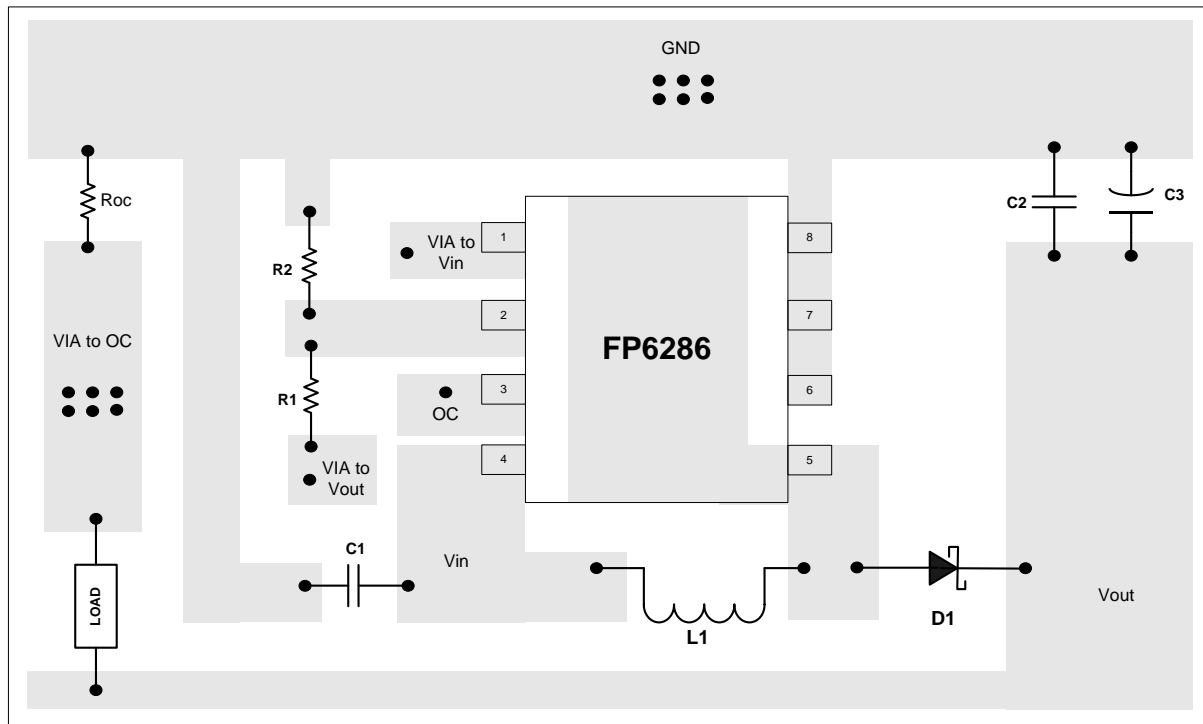 GND
Roc
C2
C3
1
VIA to
Vin
8
R2
2
7
VIA to OC
FP6286
3
6
R1
OC
4
5
VIA to
Vout
C1
Vin
LOAD
L1
D1
Vout